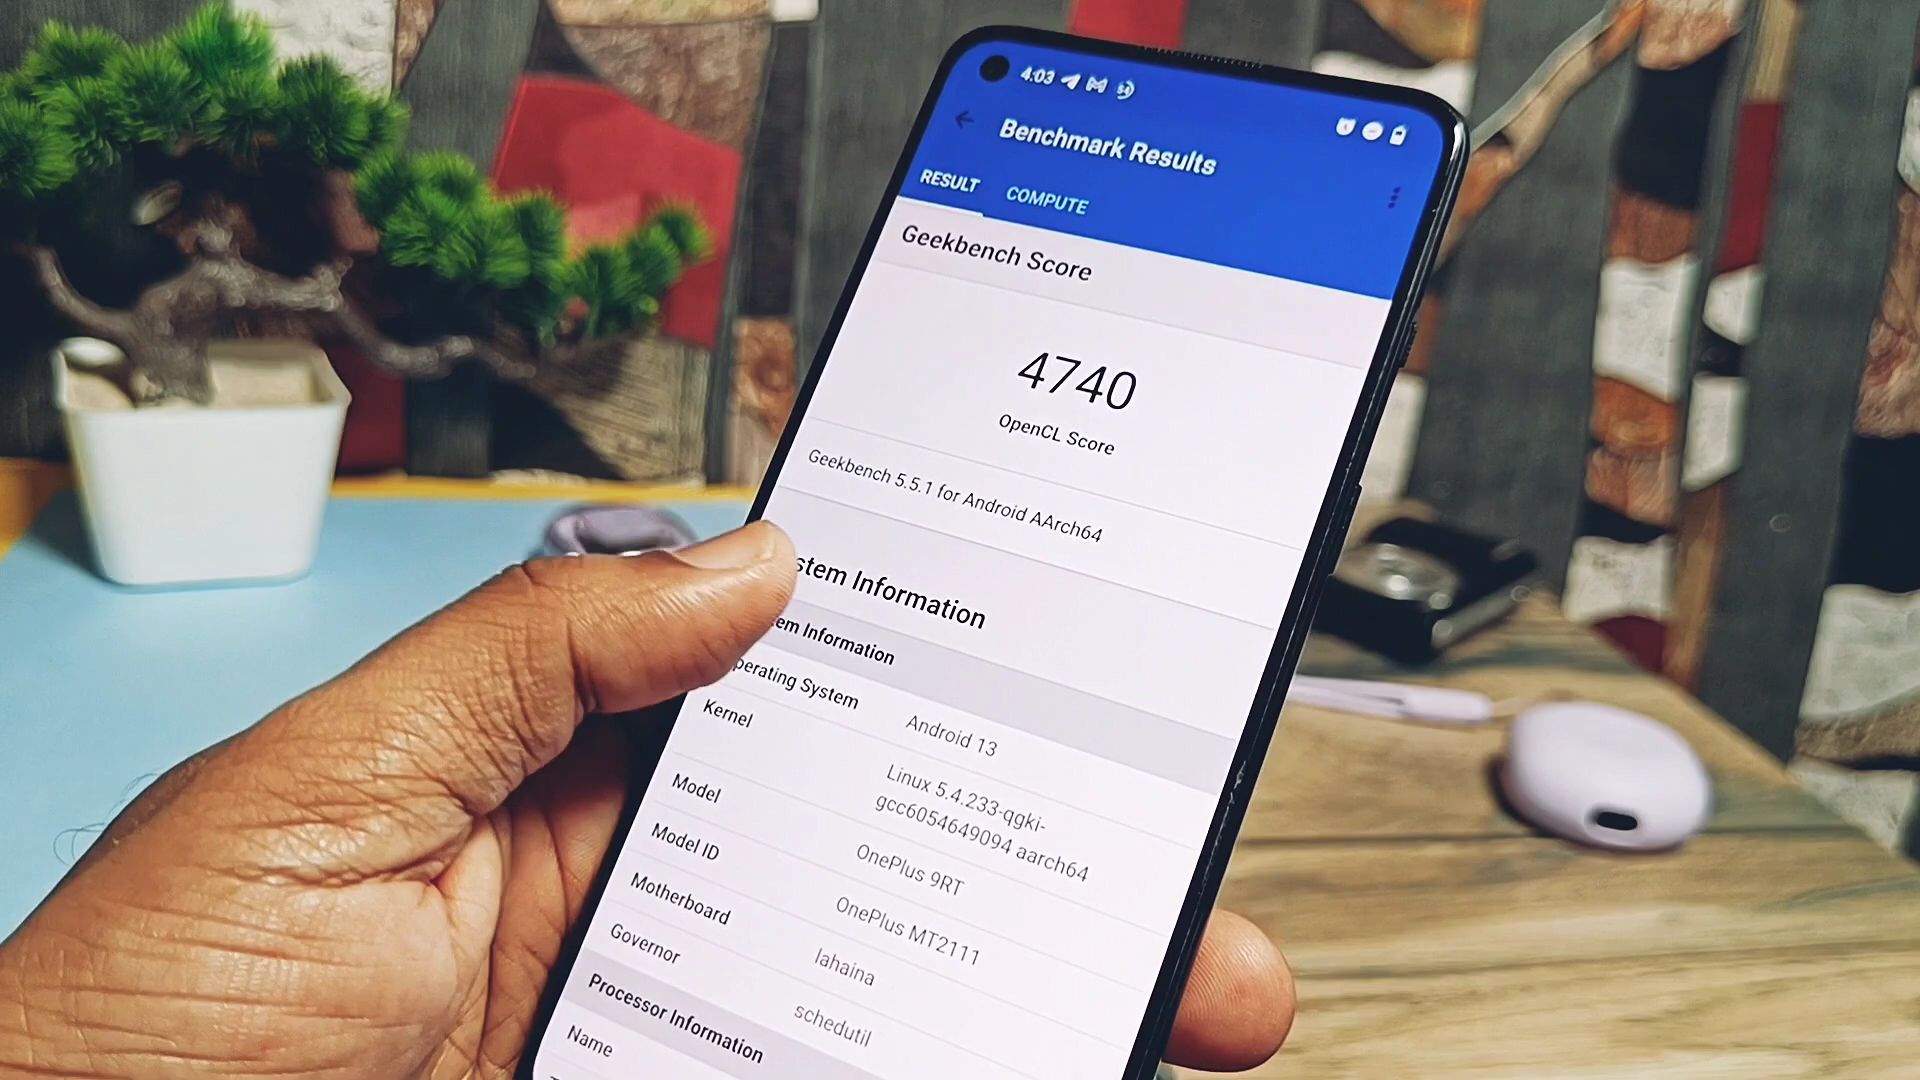 4:03
Benchmark Results
RESULT COMPUTE
Geekbench Score
4740
OpenCL Score
Geekbench 5.5.1 for Android AArch64
stem Information
em Information
perating System Android 13
Kernel Linux 5.4.233-qgki-
gcc6054649094 aarch64
Model OnePlus 9RT
Model ID OnePlus MT2111
Motherboard lahaina
Governor schedutil
Processor Information
Name